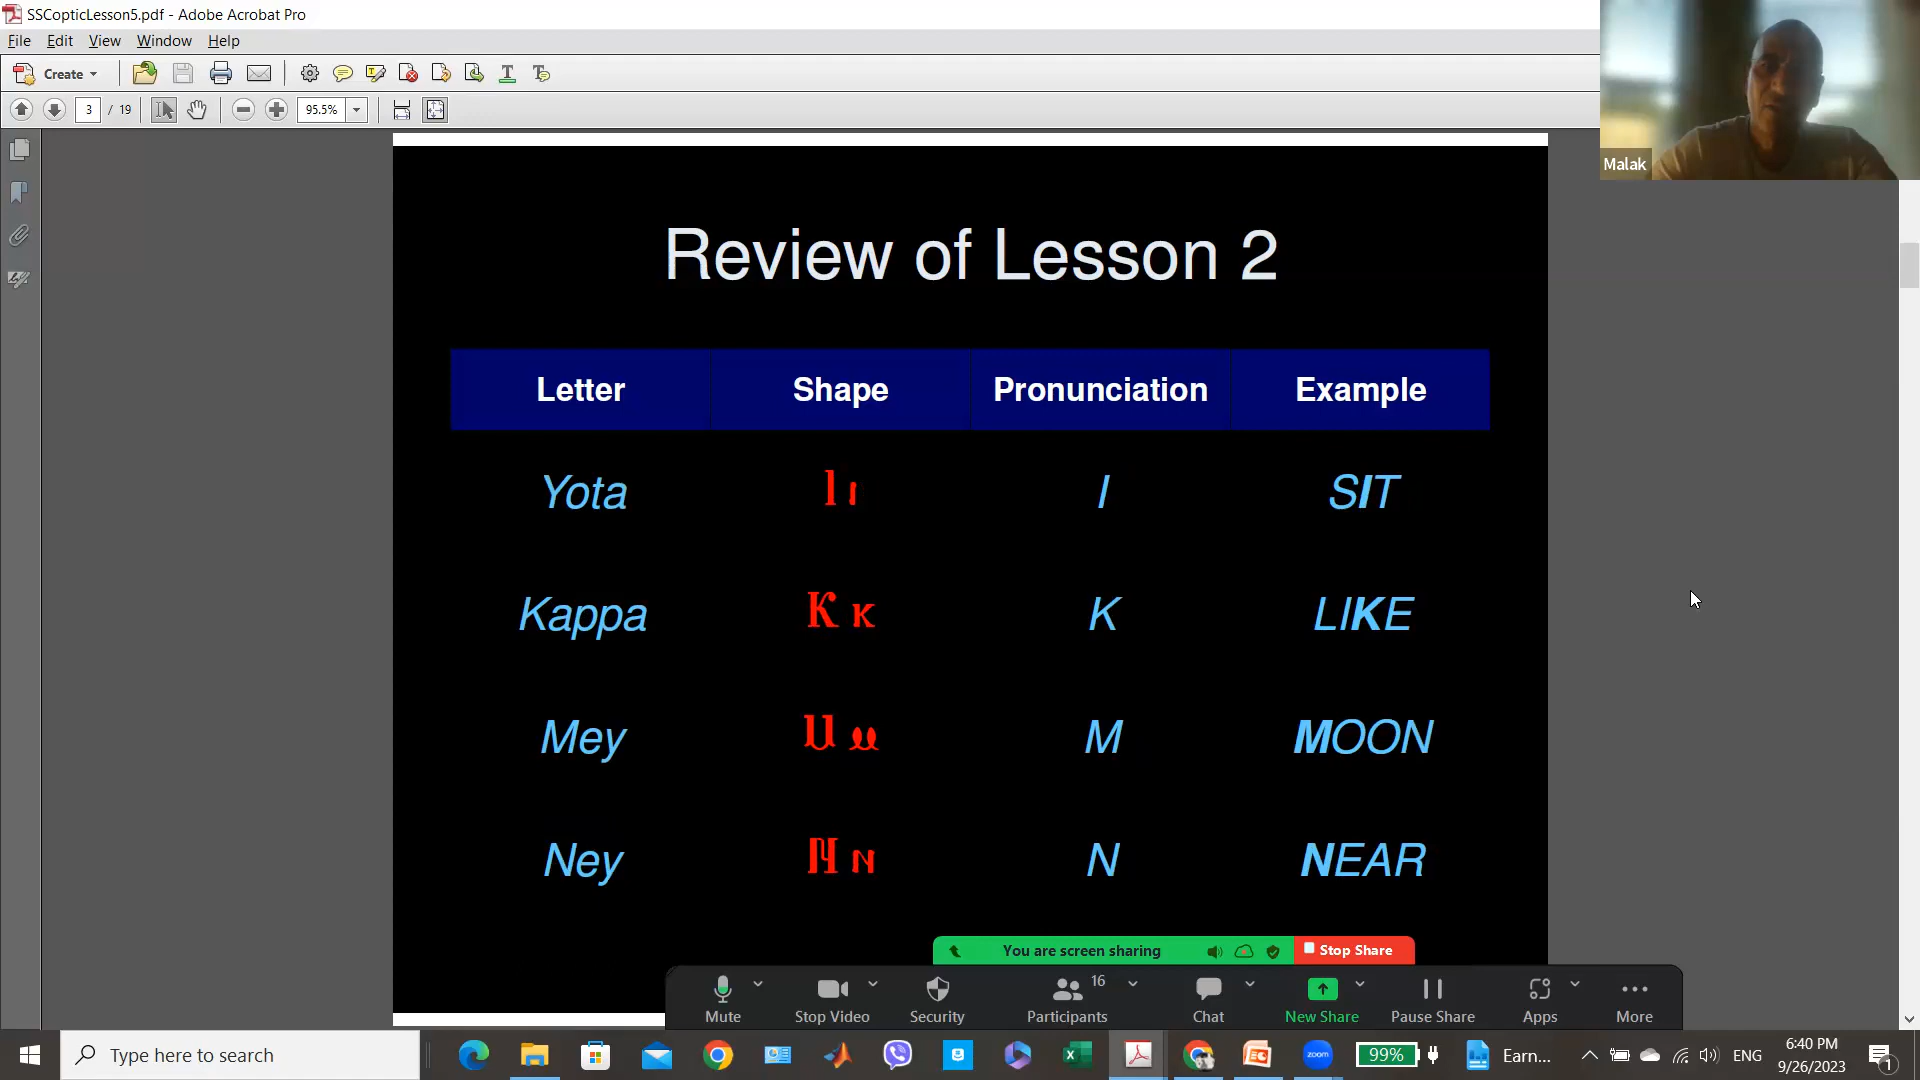 SSCopticLesson5.pdf - Adobe Acrobat Pro
File Edit View Window Help
Create
3 / 19 95.5%
Malak
Review of Lesson 2
Letter Shape Pronunciation Example
Yota Ⲓ ⲓ I SIT
Kappa Ⲕ ⲕ K LIKE
Mey Ⲙ ⲙ M MOON
Ney Ⲛ ⲛ N NEAR
You are screen sharing Stop Share
16
Mute Stop Video Security Participants Chat New Share Pause Share Apps More
Type here to search
zoom
99%
Earn...
ENG
6:40 PM
9/26/2023
1